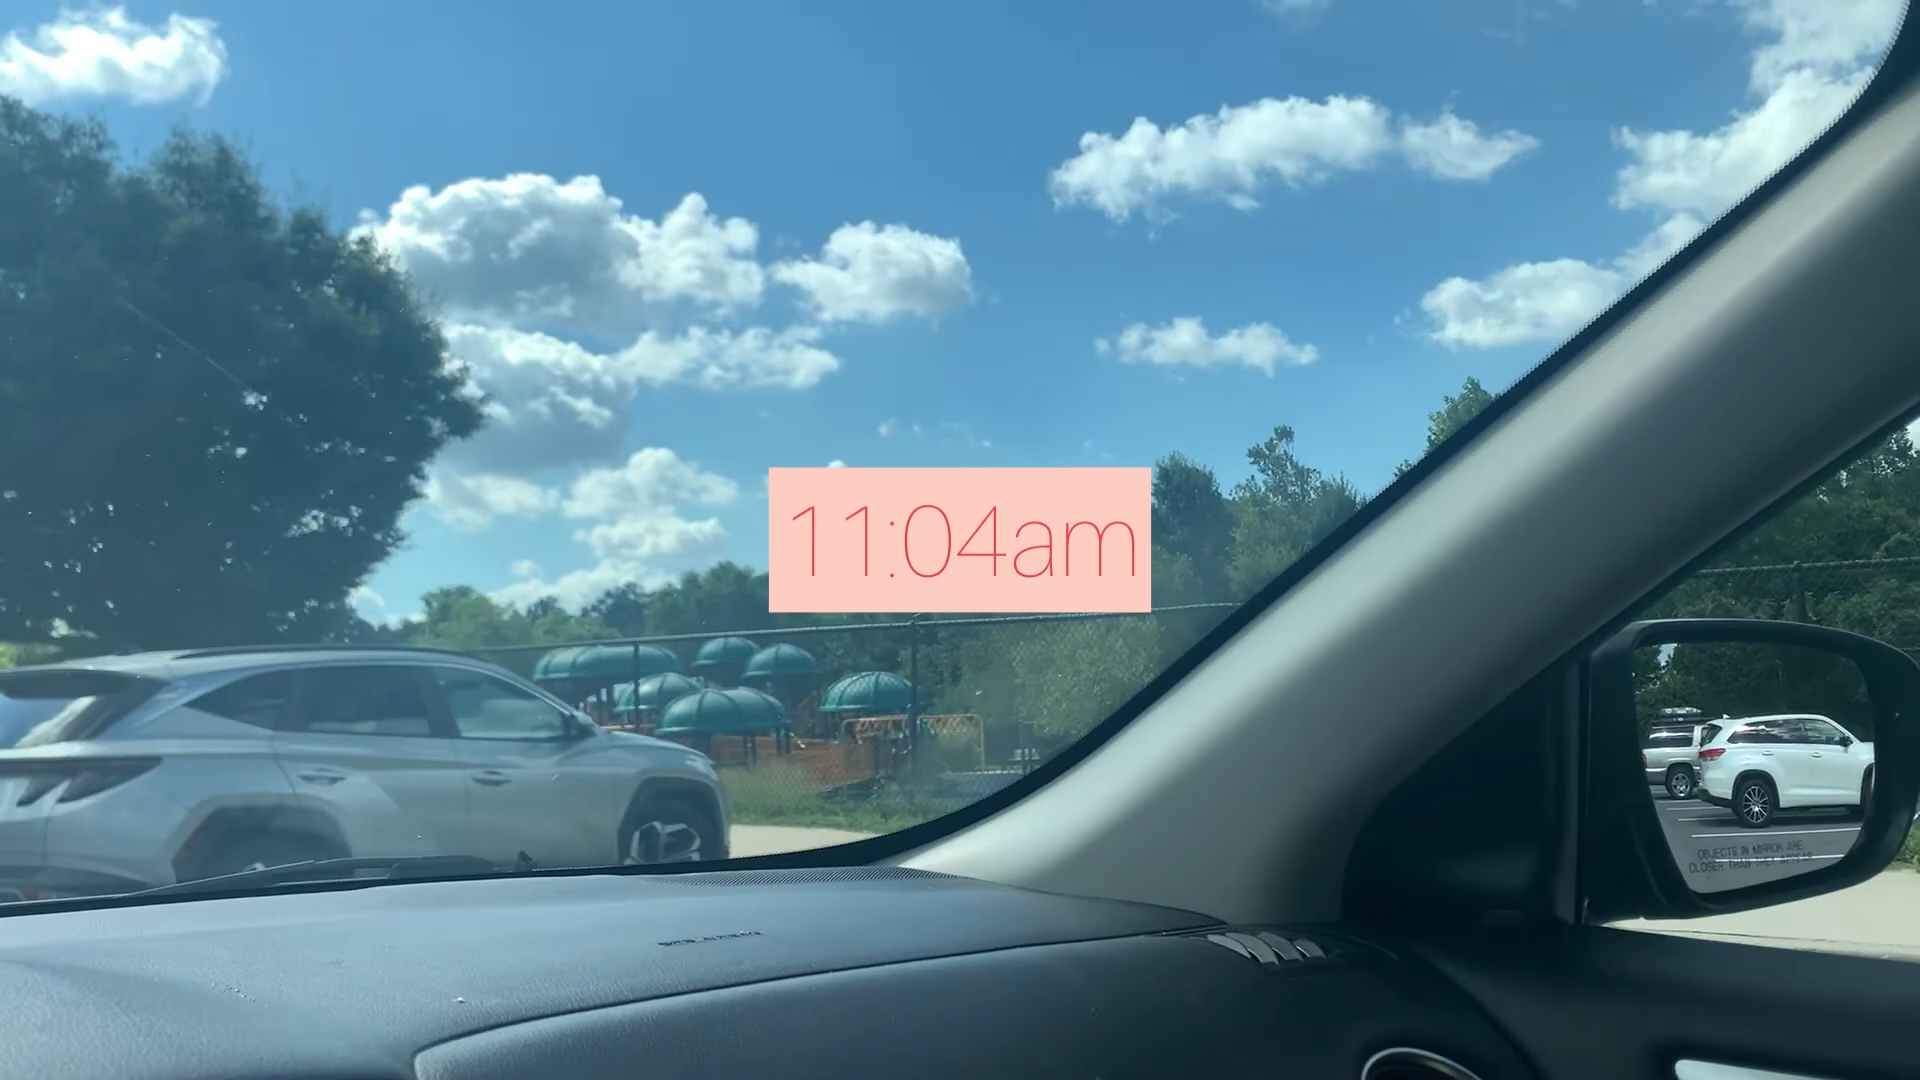 11:04am
OBJECTS IN MIRROR ARE
CLOSER THAN THEY APPEAR